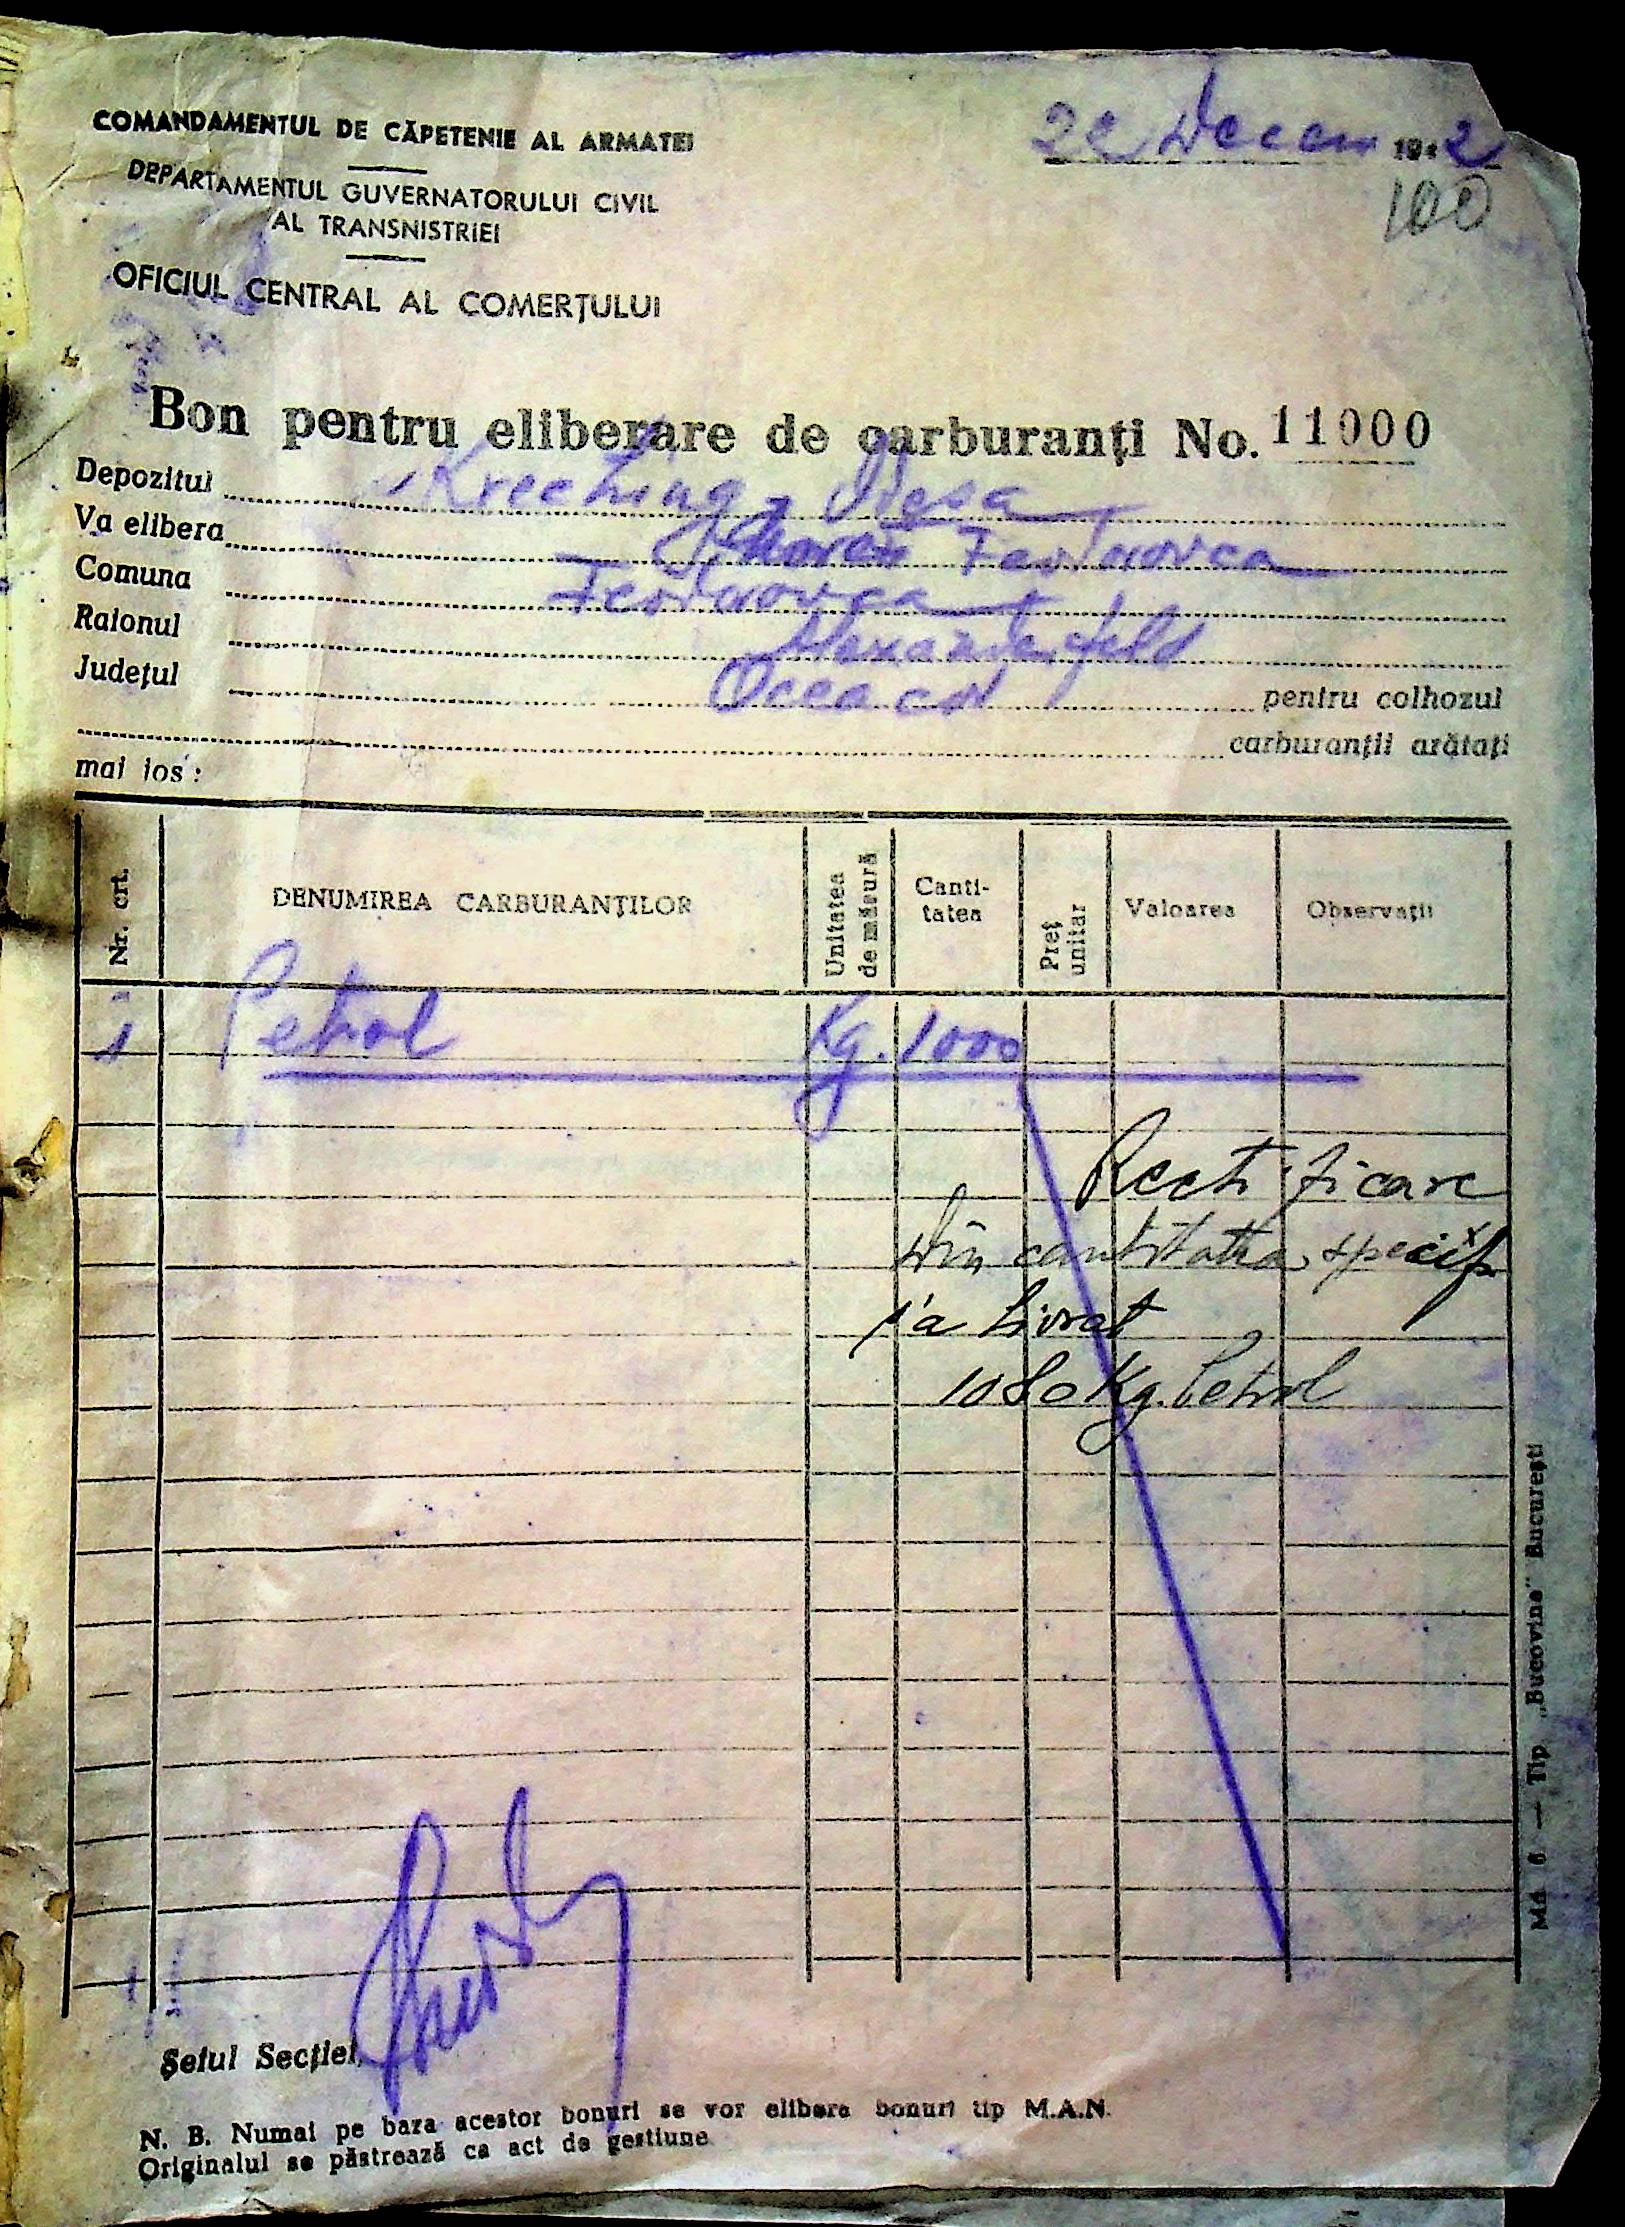 COMANDAMENTUL DE CĂPETENIE AL ARMATEI
22 Decem 1942
100
DEPARTAMENTUL GUVERNATORULUI CIVIL
AL TRANSNISTRIEI
OFICIUL CENTRAL AL COMERȚULUI
Bon pentru eliberare de carburanți No. 11000
Depozitul Kreching Odesa
Va elibera Feodorovca
Comuna Feodorovca
Raionul Alexanderfeld
Județul Oceacov pentru colhozul
carburanții arătați
mai jos:
Nr. crt. DENUMIREA CARBURANȚILOR Unitatea de măsură Canti-tatea Preț unitar Valoarea Observații
1 Petrol Kg. 1000
Rectificare
Din cantitatea specif
s'a livrat
1080 Kg. Petrol
Șeful Secției,
N. B. Numai pe baza acestor bonuri se vor elibera bonuri tip M.A.N.
Originalul se păstrează ca act de gestiune
Md. 6 — Tip. „Bucovina" București